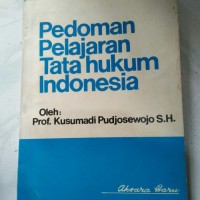 Pedoman
Pelajaran
Tata hukum
Indonesia
Oleh:
Prof. Kusumadi Pudjosewojo S.H.
Aksara Baru